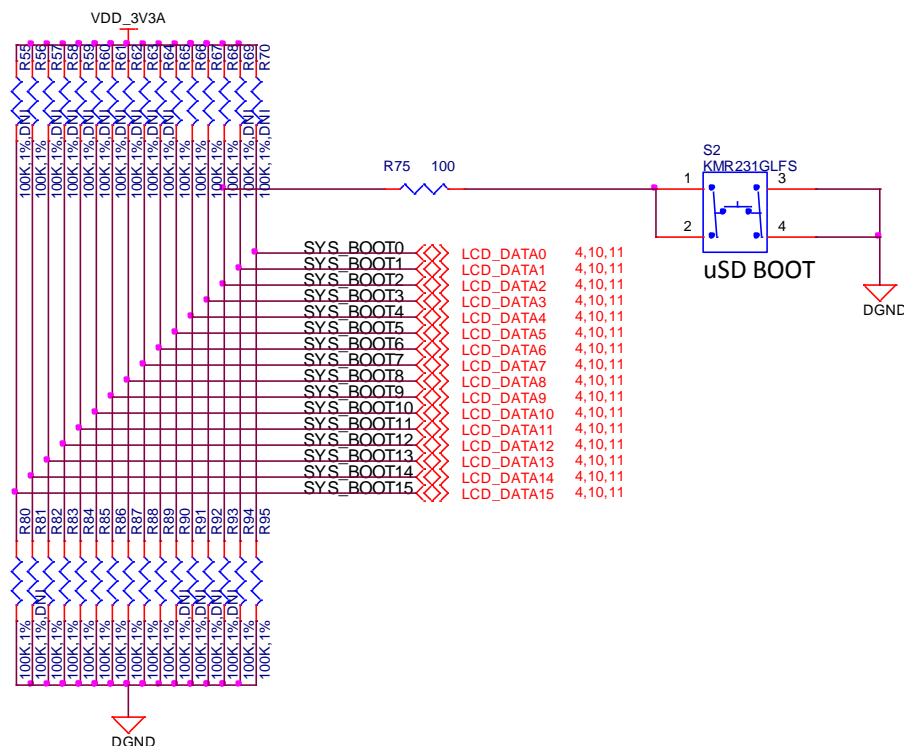 VDD_3V3A
R55
R56
R57
R58
R59
R60
R61
R62
R63
R64
R65
R66
R67
R68
R69
R70
100K,1%,DNI
100K,1%
100K,1%,DNI
100K,1%,DNI
100K,1%,DNI
100K,1%,DNI
100K,1%,DNI
100K,1%,DNI
100K,1%,DNI
100K,1%,DNI
100K,1%
100K,1%
100K,1%
100K,1%
100K,1%,DNI
100K,1%,DNI
R75 100
S2
KMR231GLFS
1 3
2 4
uSD BOOT
DGND
SYS_BOOT0 LCD_DATA0 4,10,11
SYS_BOOT1 LCD_DATA1 4,10,11
SYS_BOOT2 LCD_DATA2 4,10,11
SYS_BOOT3 LCD_DATA3 4,10,11
SYS_BOOT4 LCD_DATA4 4,10,11
SYS_BOOT5 LCD_DATA5 4,10,11
SYS_BOOT6 LCD_DATA6 4,10,11
SYS_BOOT7 LCD_DATA7 4,10,11
SYS_BOOT8 LCD_DATA8 4,10,11
SYS_BOOT9 LCD_DATA9 4,10,11
SYS_BOOT10 LCD_DATA10 4,10,11
SYS_BOOT11 LCD_DATA11 4,10,11
SYS_BOOT12 LCD_DATA12 4,10,11
SYS_BOOT13 LCD_DATA13 4,10,11
SYS_BOOT14 LCD_DATA14 4,10,11
SYS_BOOT15 LCD_DATA15 4,10,11
R80
R81
R82
R83
R84
R85
R86
R87
R88
R89
R90
R91
R92
R93
R94
R95
100K,1%
100K,1%,DNI
100K,1%
100K,1%
100K,1%
100K,1%
100K,1%
100K,1%
100K,1%
100K,1%
100K,1%,DNI
100K,1%,DNI
100K,1%,DNI
100K,1%,DNI
100K,1%
100K,1%
DGND